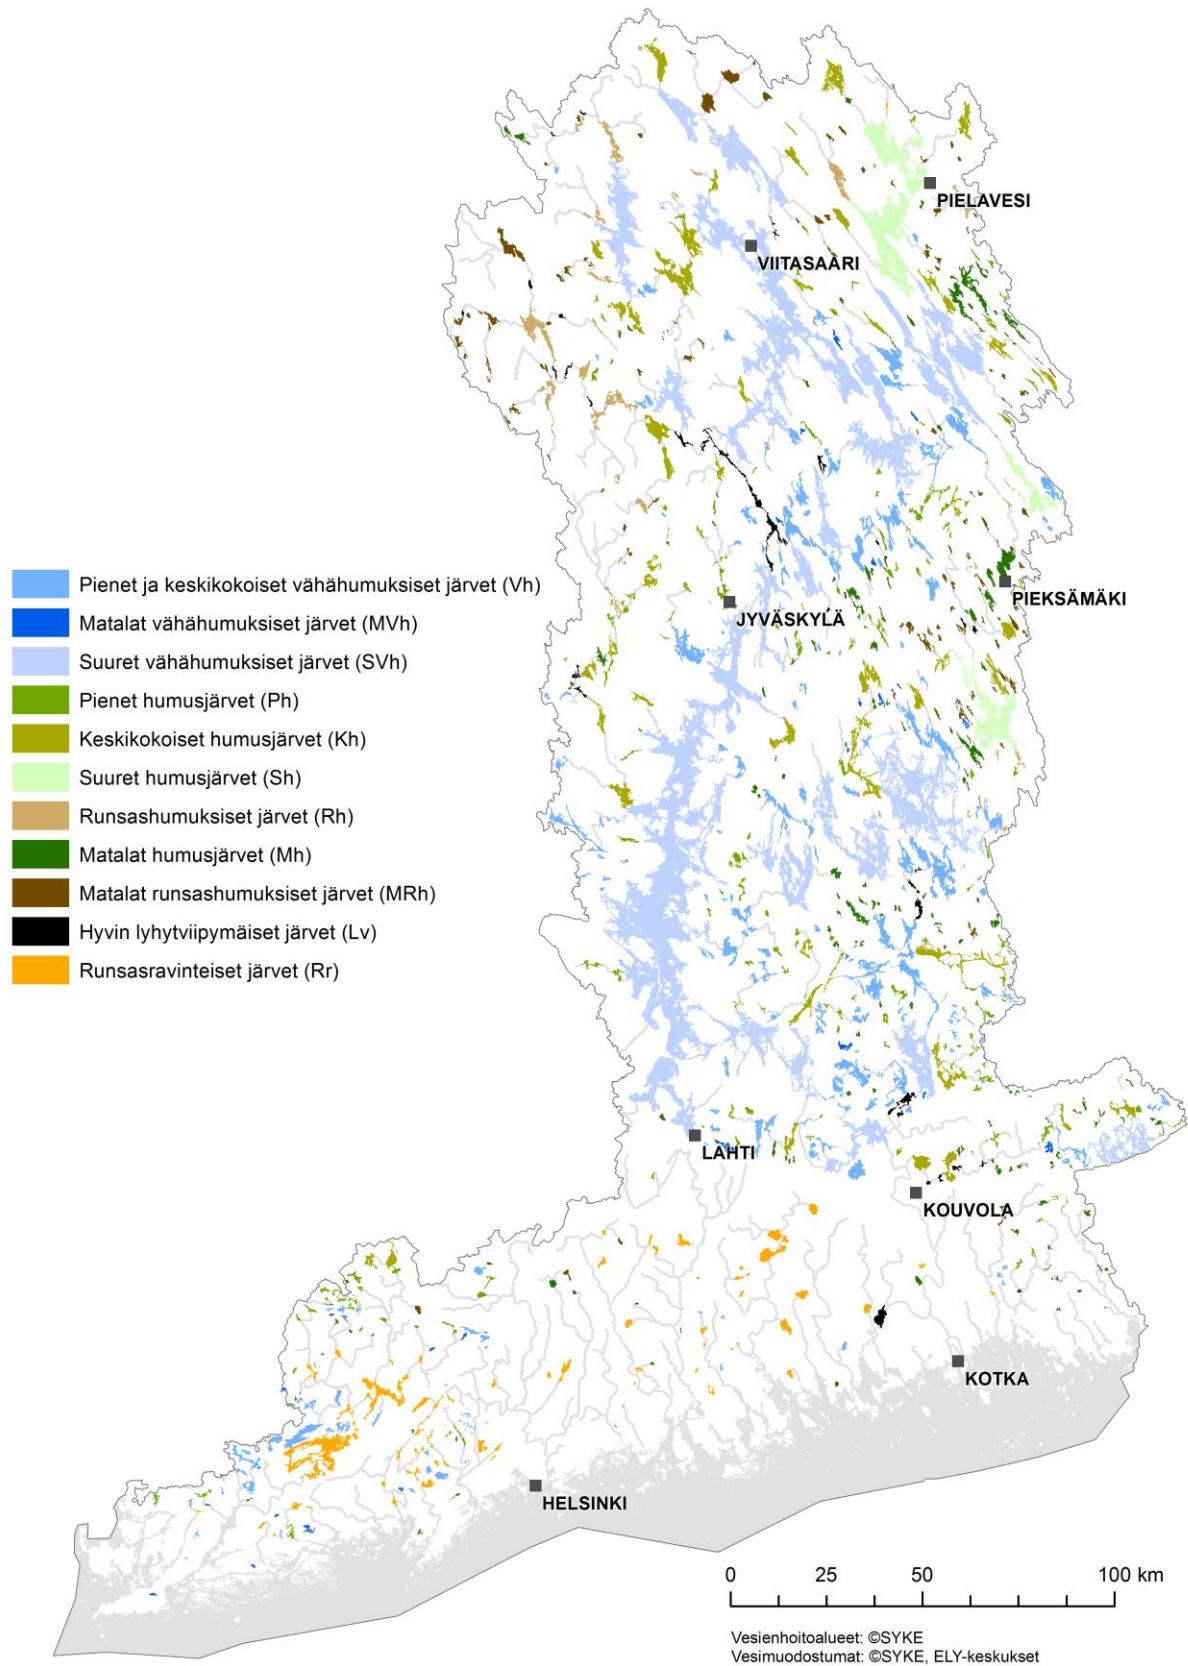 PIELAVESI
VIITASAARI
Pienet ja keskikokoiset vähähumuksiset järvet (Vh)
Matalat vähähumuksiset järvet (MVh)
Suuret vähähumuksiset järvet (SVh)
Pienet humusjärvet (Ph)
Keskikokoiset humusjärvet (Kh)
Suuret humusjärvet (Sh)
Runsashumuksiset järvet (Rh)
Matalat humusjärvet (Mh)
Matalat runsashumuksiset järvet (MRh)
Hyvin lyhytviipymäiset järvet (Lv)
Runsasravinteiset järvet (Rr)
PIEKSÄMÄKI
JYVÄSKYLÄ
LAHTI
KOUVOLA
KOTKA
HELSINKI
0 25 50 100 km
Vesienhoitoalueet: ©SYKE
Vesimuodostumat: ©SYKE, ELY-keskukset